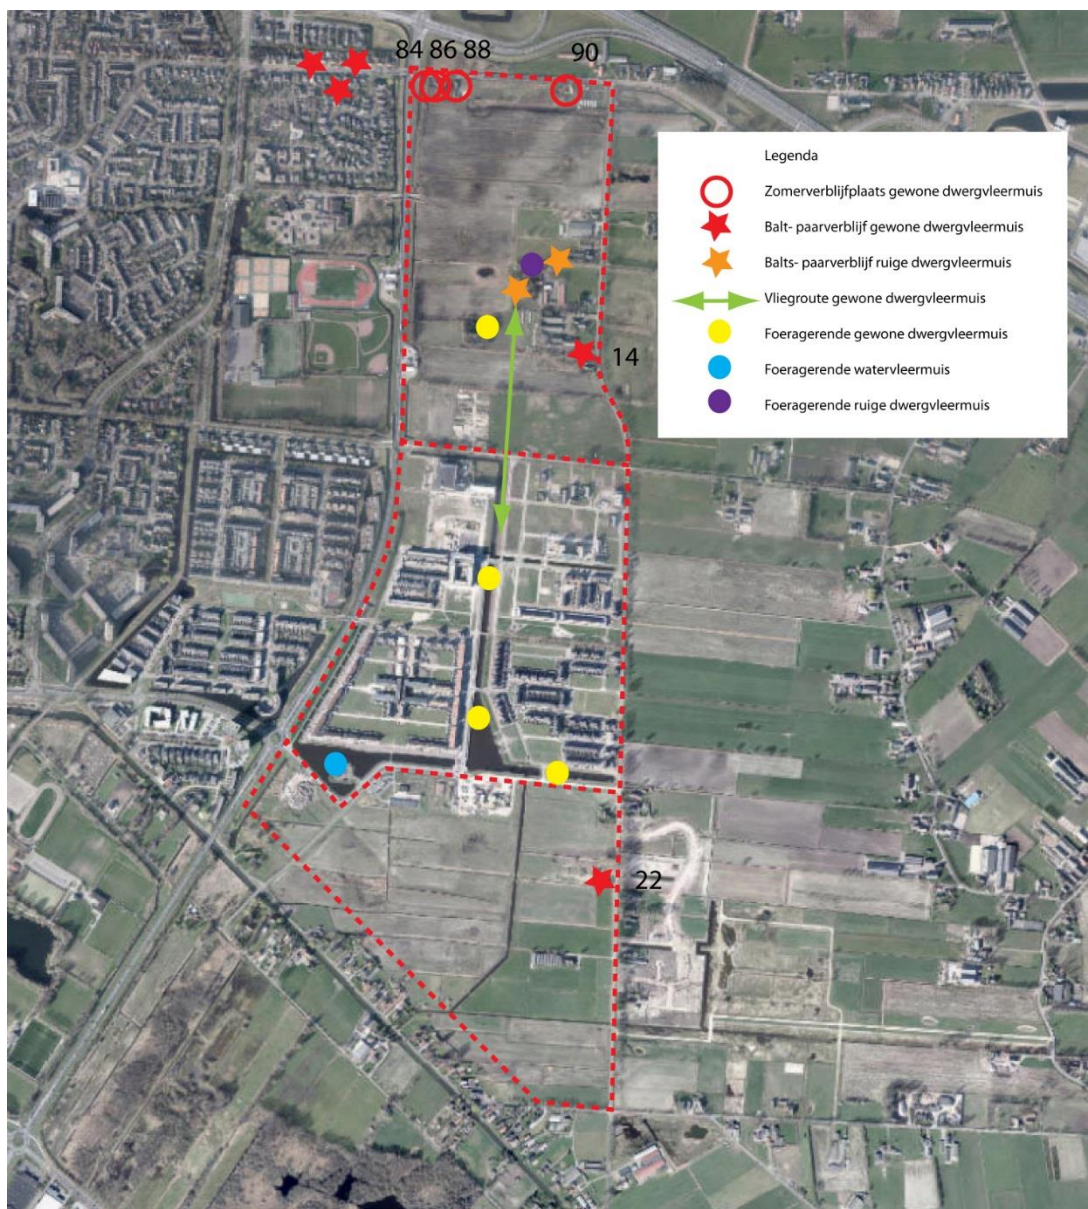 84 86 88 90
Legenda
Zomerverblijfplaats gewone dwergvleermuis
Balt- paarverblijf gewone dwergvleermuis
Balts- paarverblijf ruige dwergvleermuis
Vliegroute gewone dwergvleermuis
Foeragerende gewone dwergvleermuis
Foeragerende watervleermuis
Foeragerende ruige dwergvleermuis
14
22